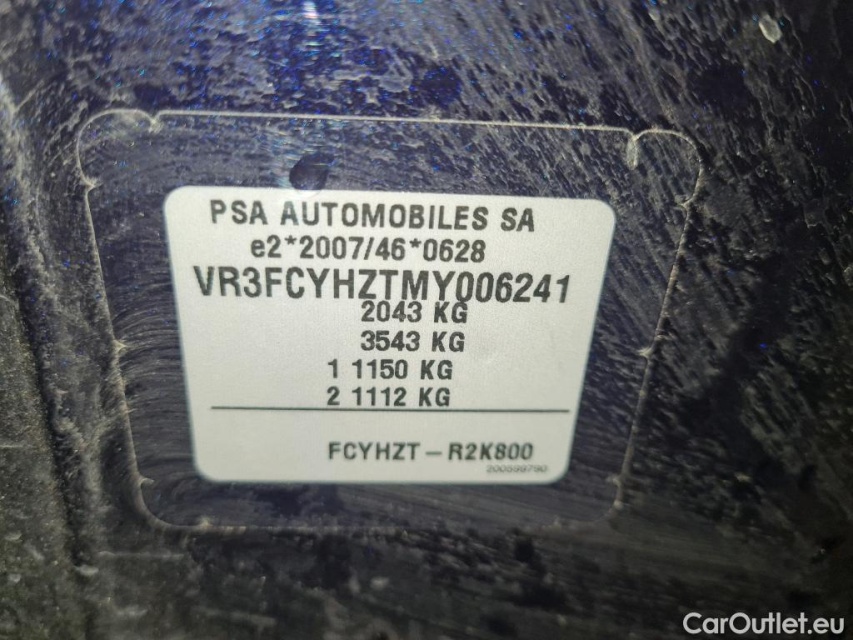 PSA AUTOMOBILES SA
e2*2007/46*0628
VR3FCYHZTMY006241
2043 KG
3543 KG
1 1150 KG
2 1112 KG
FCYHZT – R2K800
200599790
CarOutlet.eu